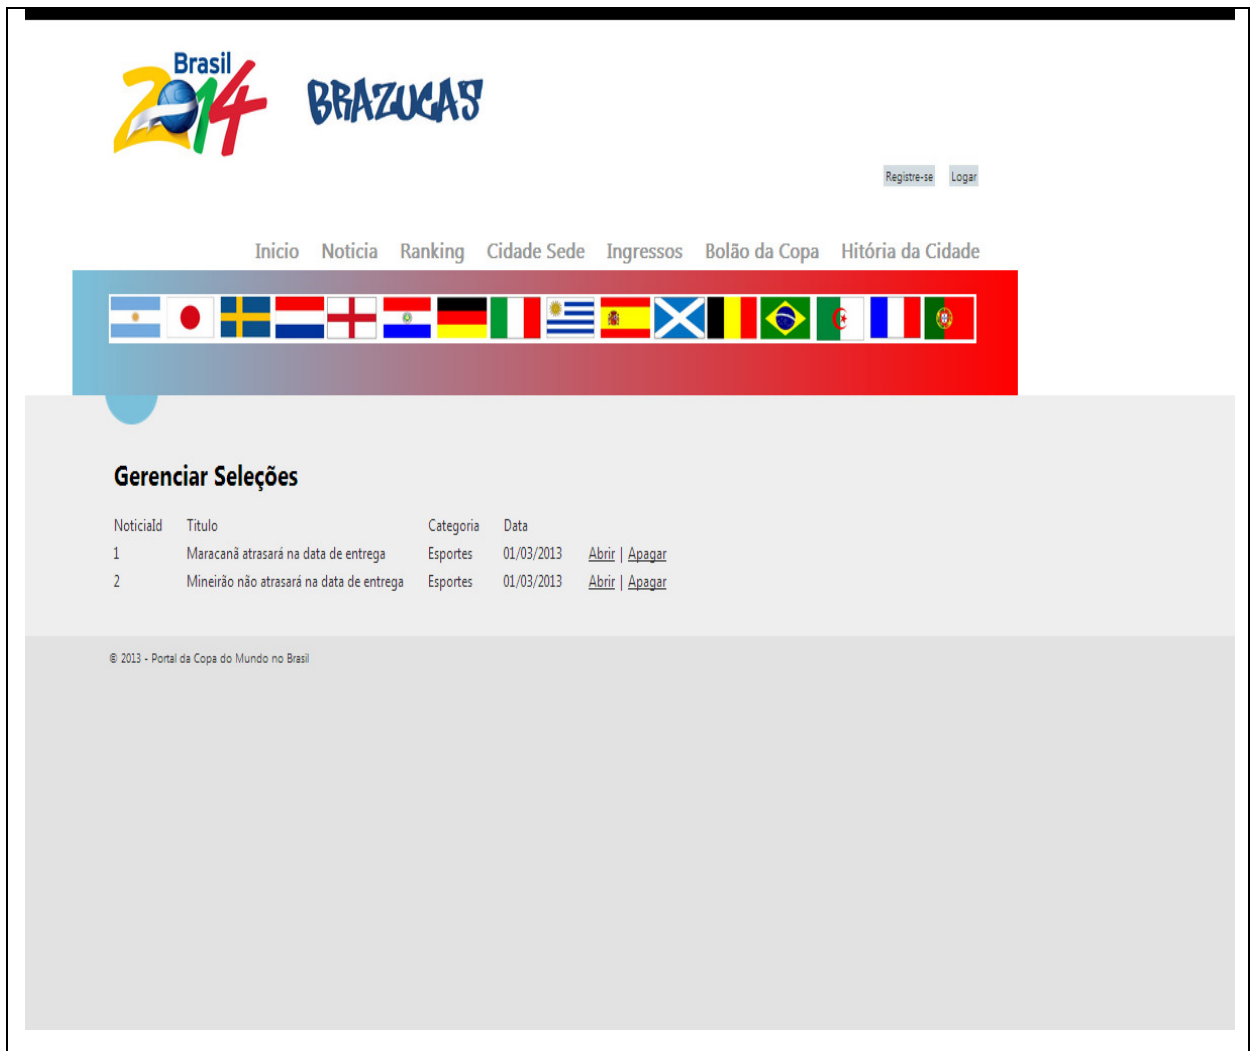 Brasil
2014
BRAZUCAS
Registre-se Logar
Inicio Noticia Ranking Cidade Sede Ingressos Bolão da Copa Hitória da Cidade
Gerenciar Seleções
NoticiaId Titulo Categoria Data
1 Maracanã atrasará na data de entrega Esportes 01/03/2013 Abrir | Apagar
2 Mineirão não atrasará na data de entrega Esportes 01/03/2013 Abrir | Apagar
© 2013 - Portal da Copa do Mundo no Brasil